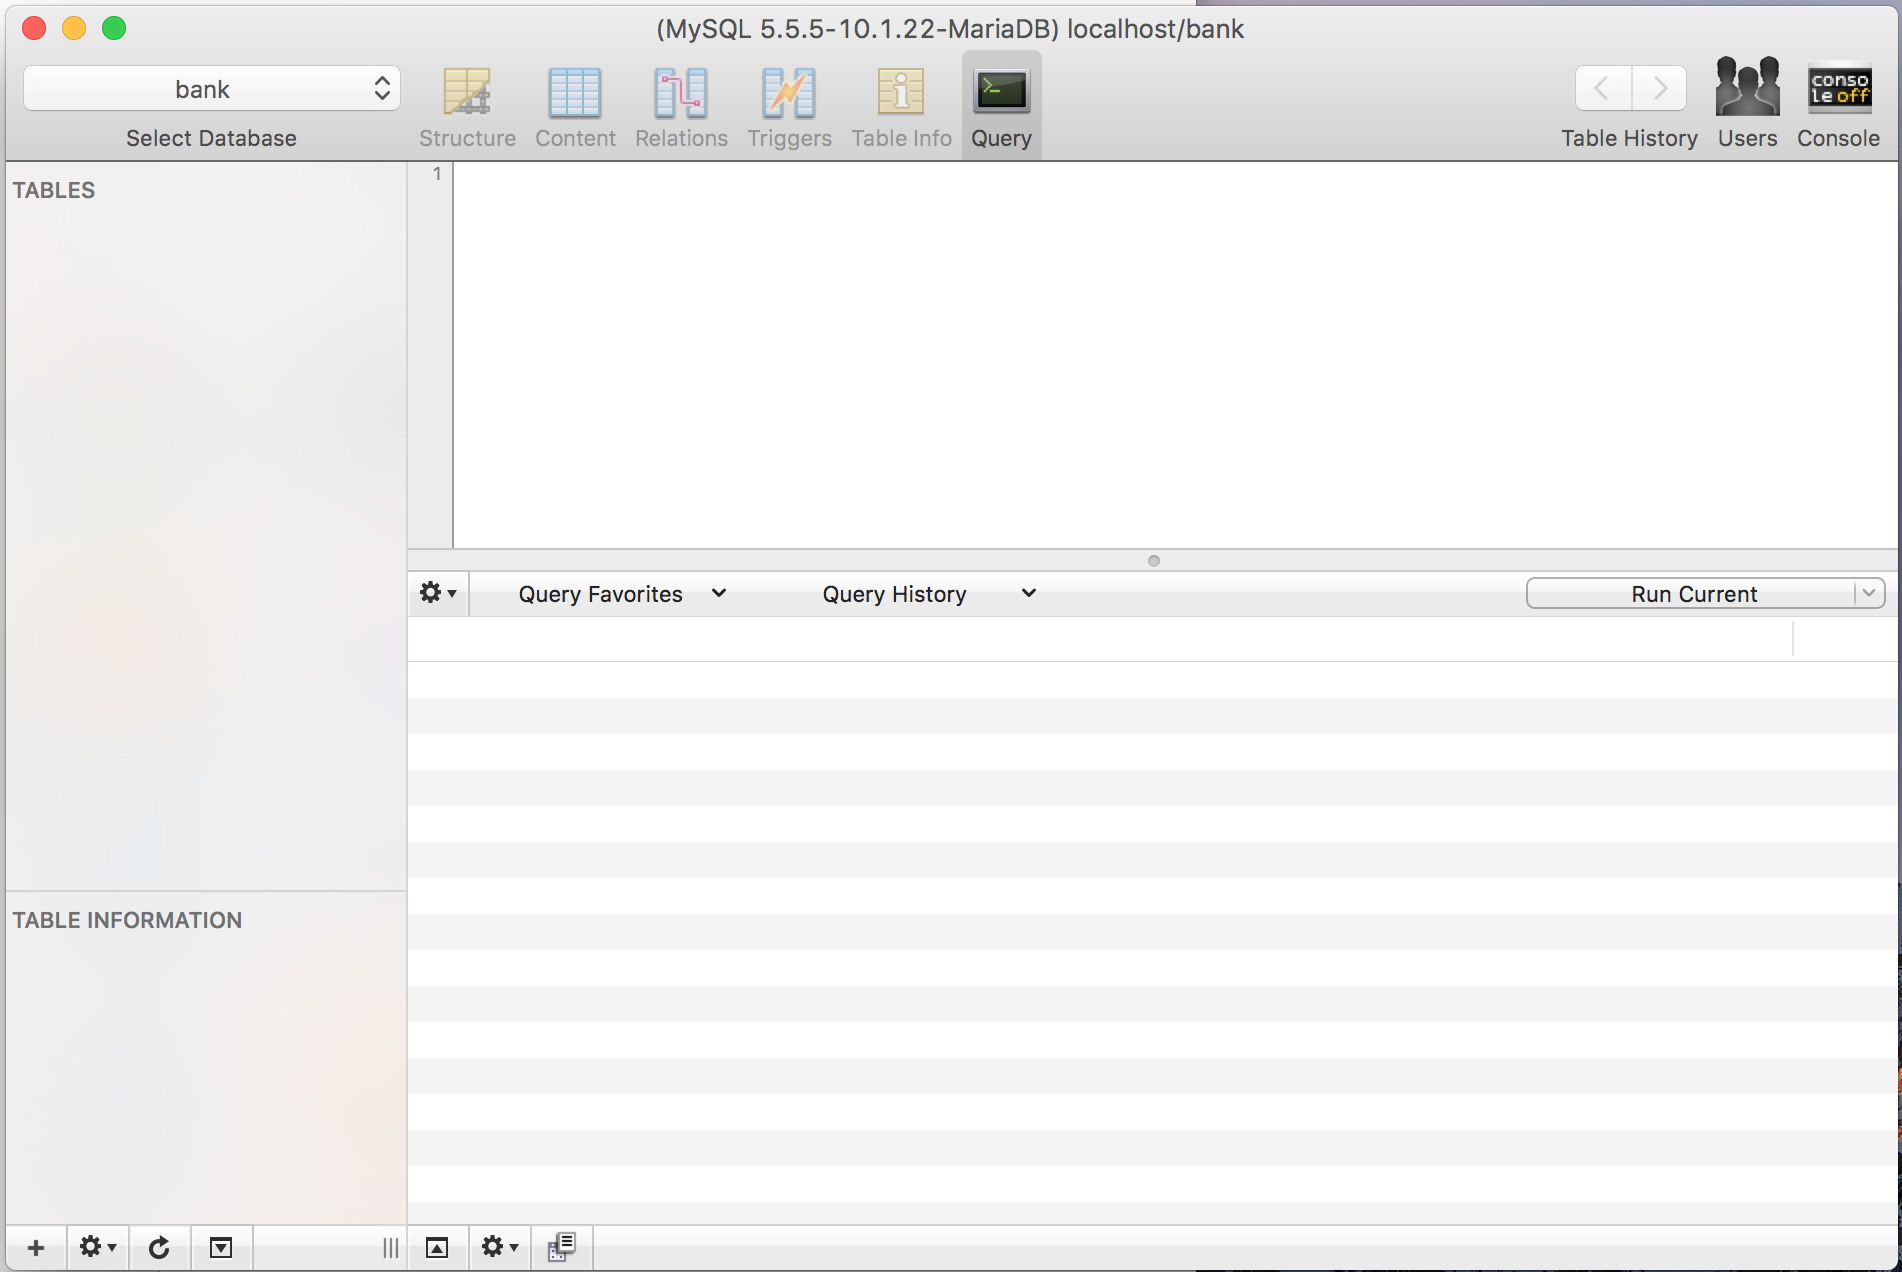 (MySQL 5.5.5-10.1.22-MariaDB) localhost/bank
bank
Select Database
Structure
Content
Relations
Triggers
Table Info
Query
Table History
Users
conso
le off
Console
TABLES
1
Query Favorites
Query History
Run Current
TABLE INFORMATION